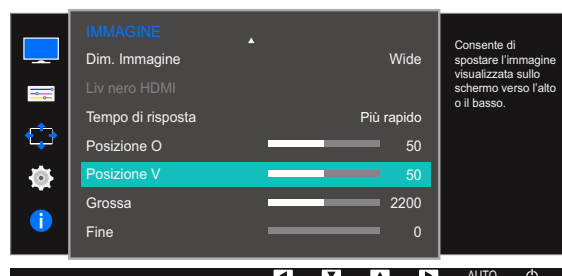 IMMAGINE
Dim. Immagine Wide
Liv nero HDMI
Tempo di risposta Più rapido
Posizione O 50
Posizione V 50
Grossa 2200
Fine 0
Consente di
spostare l'immagine
visualizzata sullo
schermo verso l'alto
o il basso.
AUTO